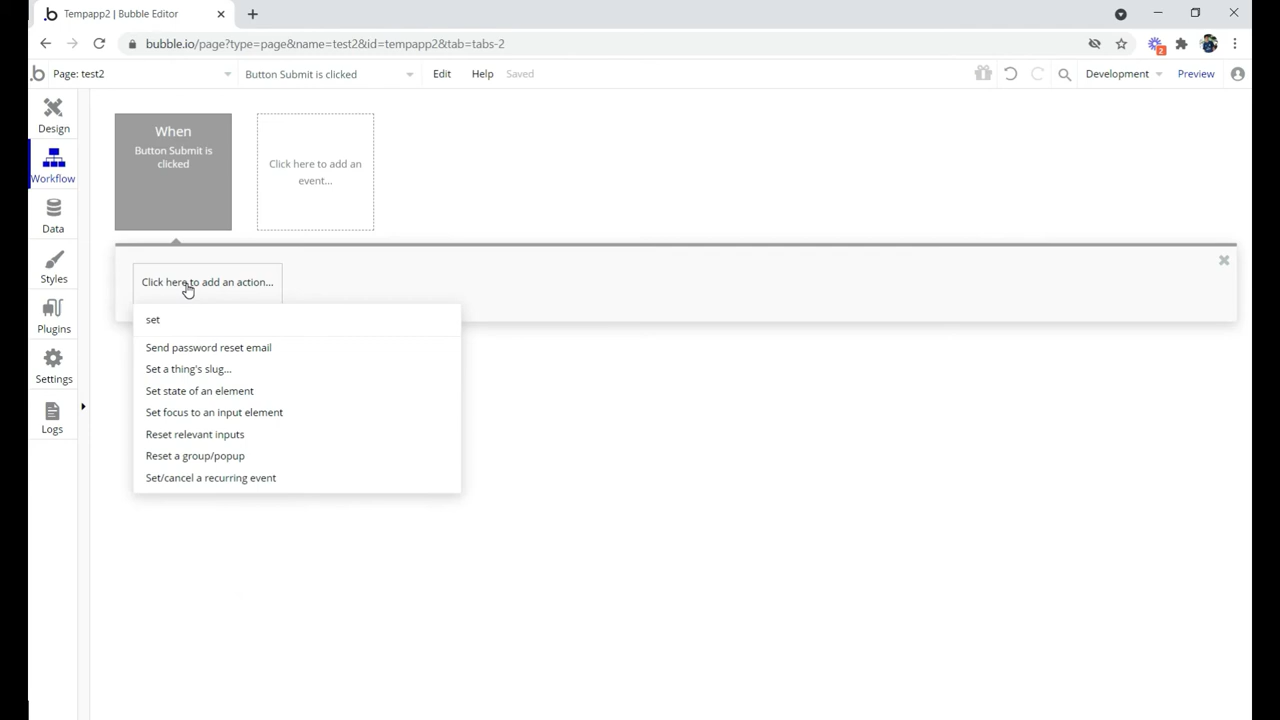 Tempapp2 | Bubble Editor
bubble.io/page?type=page&name=test2&id=tempapp2&tab=tabs-2
2
Page: test2
Button Submit is clicked
Edit
Help
Saved
Development
Preview
Design
Workflow
Data
Styles
Plugins
Settings
Logs
When
Button Submit is
clicked
Click here to add an
event...
Click here to add an action...
set
Send password reset email
Set a thing's slug...
Set state of an element
Set focus to an input element
Reset relevant inputs
Reset a group/popup
Set/cancel a recurring event